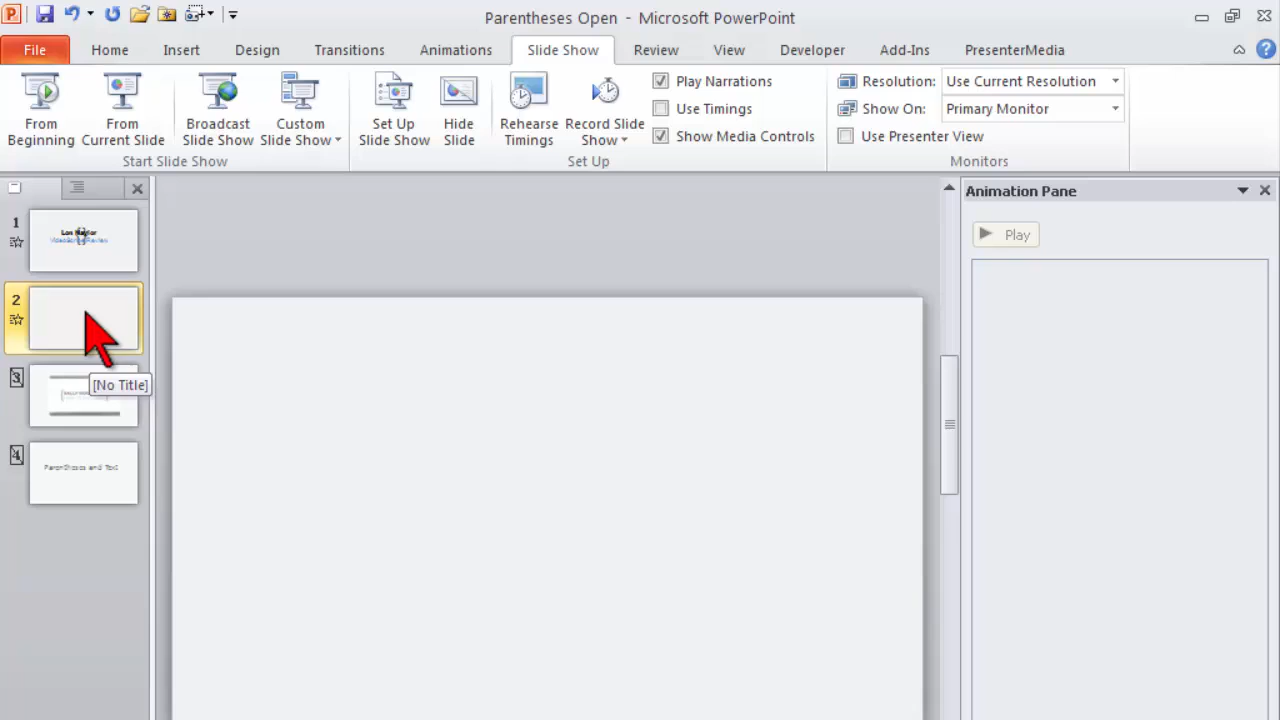 Parentheses Open - Microsoft PowerPoint
File Home Insert Design Transitions Animations Slide Show Review View Developer Add-Ins PresenterMedia
From Beginning
From Current Slide
Start Slide Show
Broadcast Slide Show
Custom Slide Show
Set Up Slide Show
Hide Slide
Rehearse Timings
Record Slide Show
Set Up
Play Narrations
Use Timings
Show Media Controls
Resolution: Use Current Resolution
Show On: Primary Monitor
Use Presenter View
Monitors
1
2
[No Title]
3
4
Parentheses and Text
Animation Pane
Play